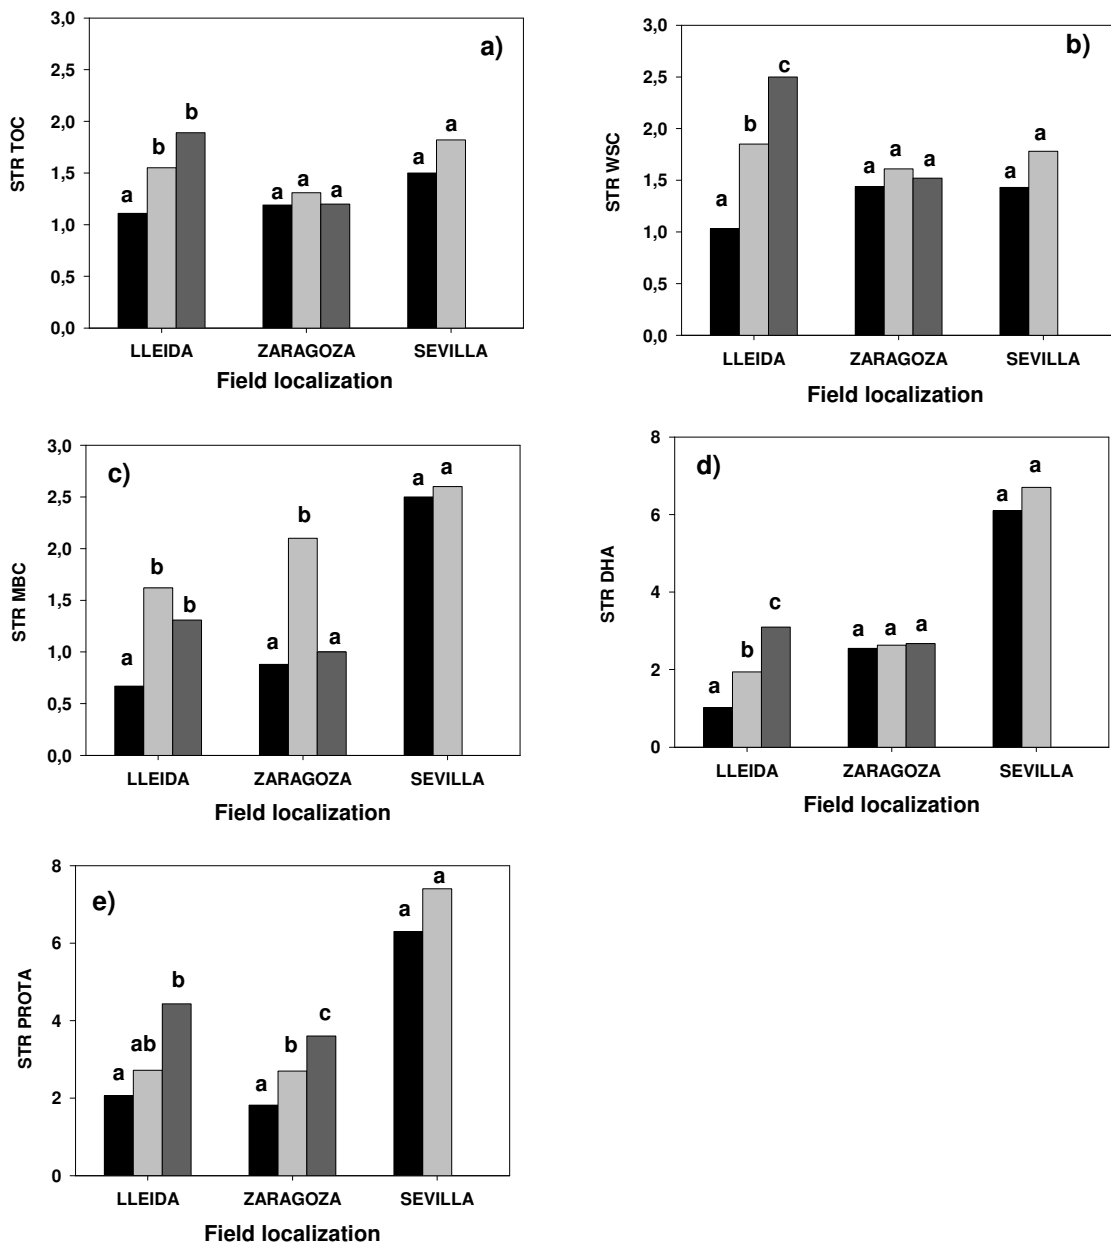 a)
STR TOC
3,0
2,5
2,0
1,5
1,0
0,5
0,0
a b b
a a a
a a
LLEIDA ZARAGOZA SEVILLA
Field localization
b)
STR WSC
3,0
2,5
2,0
1,5
1,0
0,5
0,0
a b c
a a a
a a
LLEIDA ZARAGOZA SEVILLA
Field localization
c)
STR MBC
3,0
2,5
2,0
1,5
1,0
0,5
0,0
a b b
a b a
a a
LLEIDA ZARAGOZA SEVILLA
Field localization
d)
STR DHA
8
6
4
2
0
a b c
a a a
a a
LLEIDA ZARAGOZA SEVILLA
Field localization
e)
STR PROTA
8
6
4
2
0
a ab b
a b c
a a
LLEIDA ZARAGOZA SEVILLA
Field localization